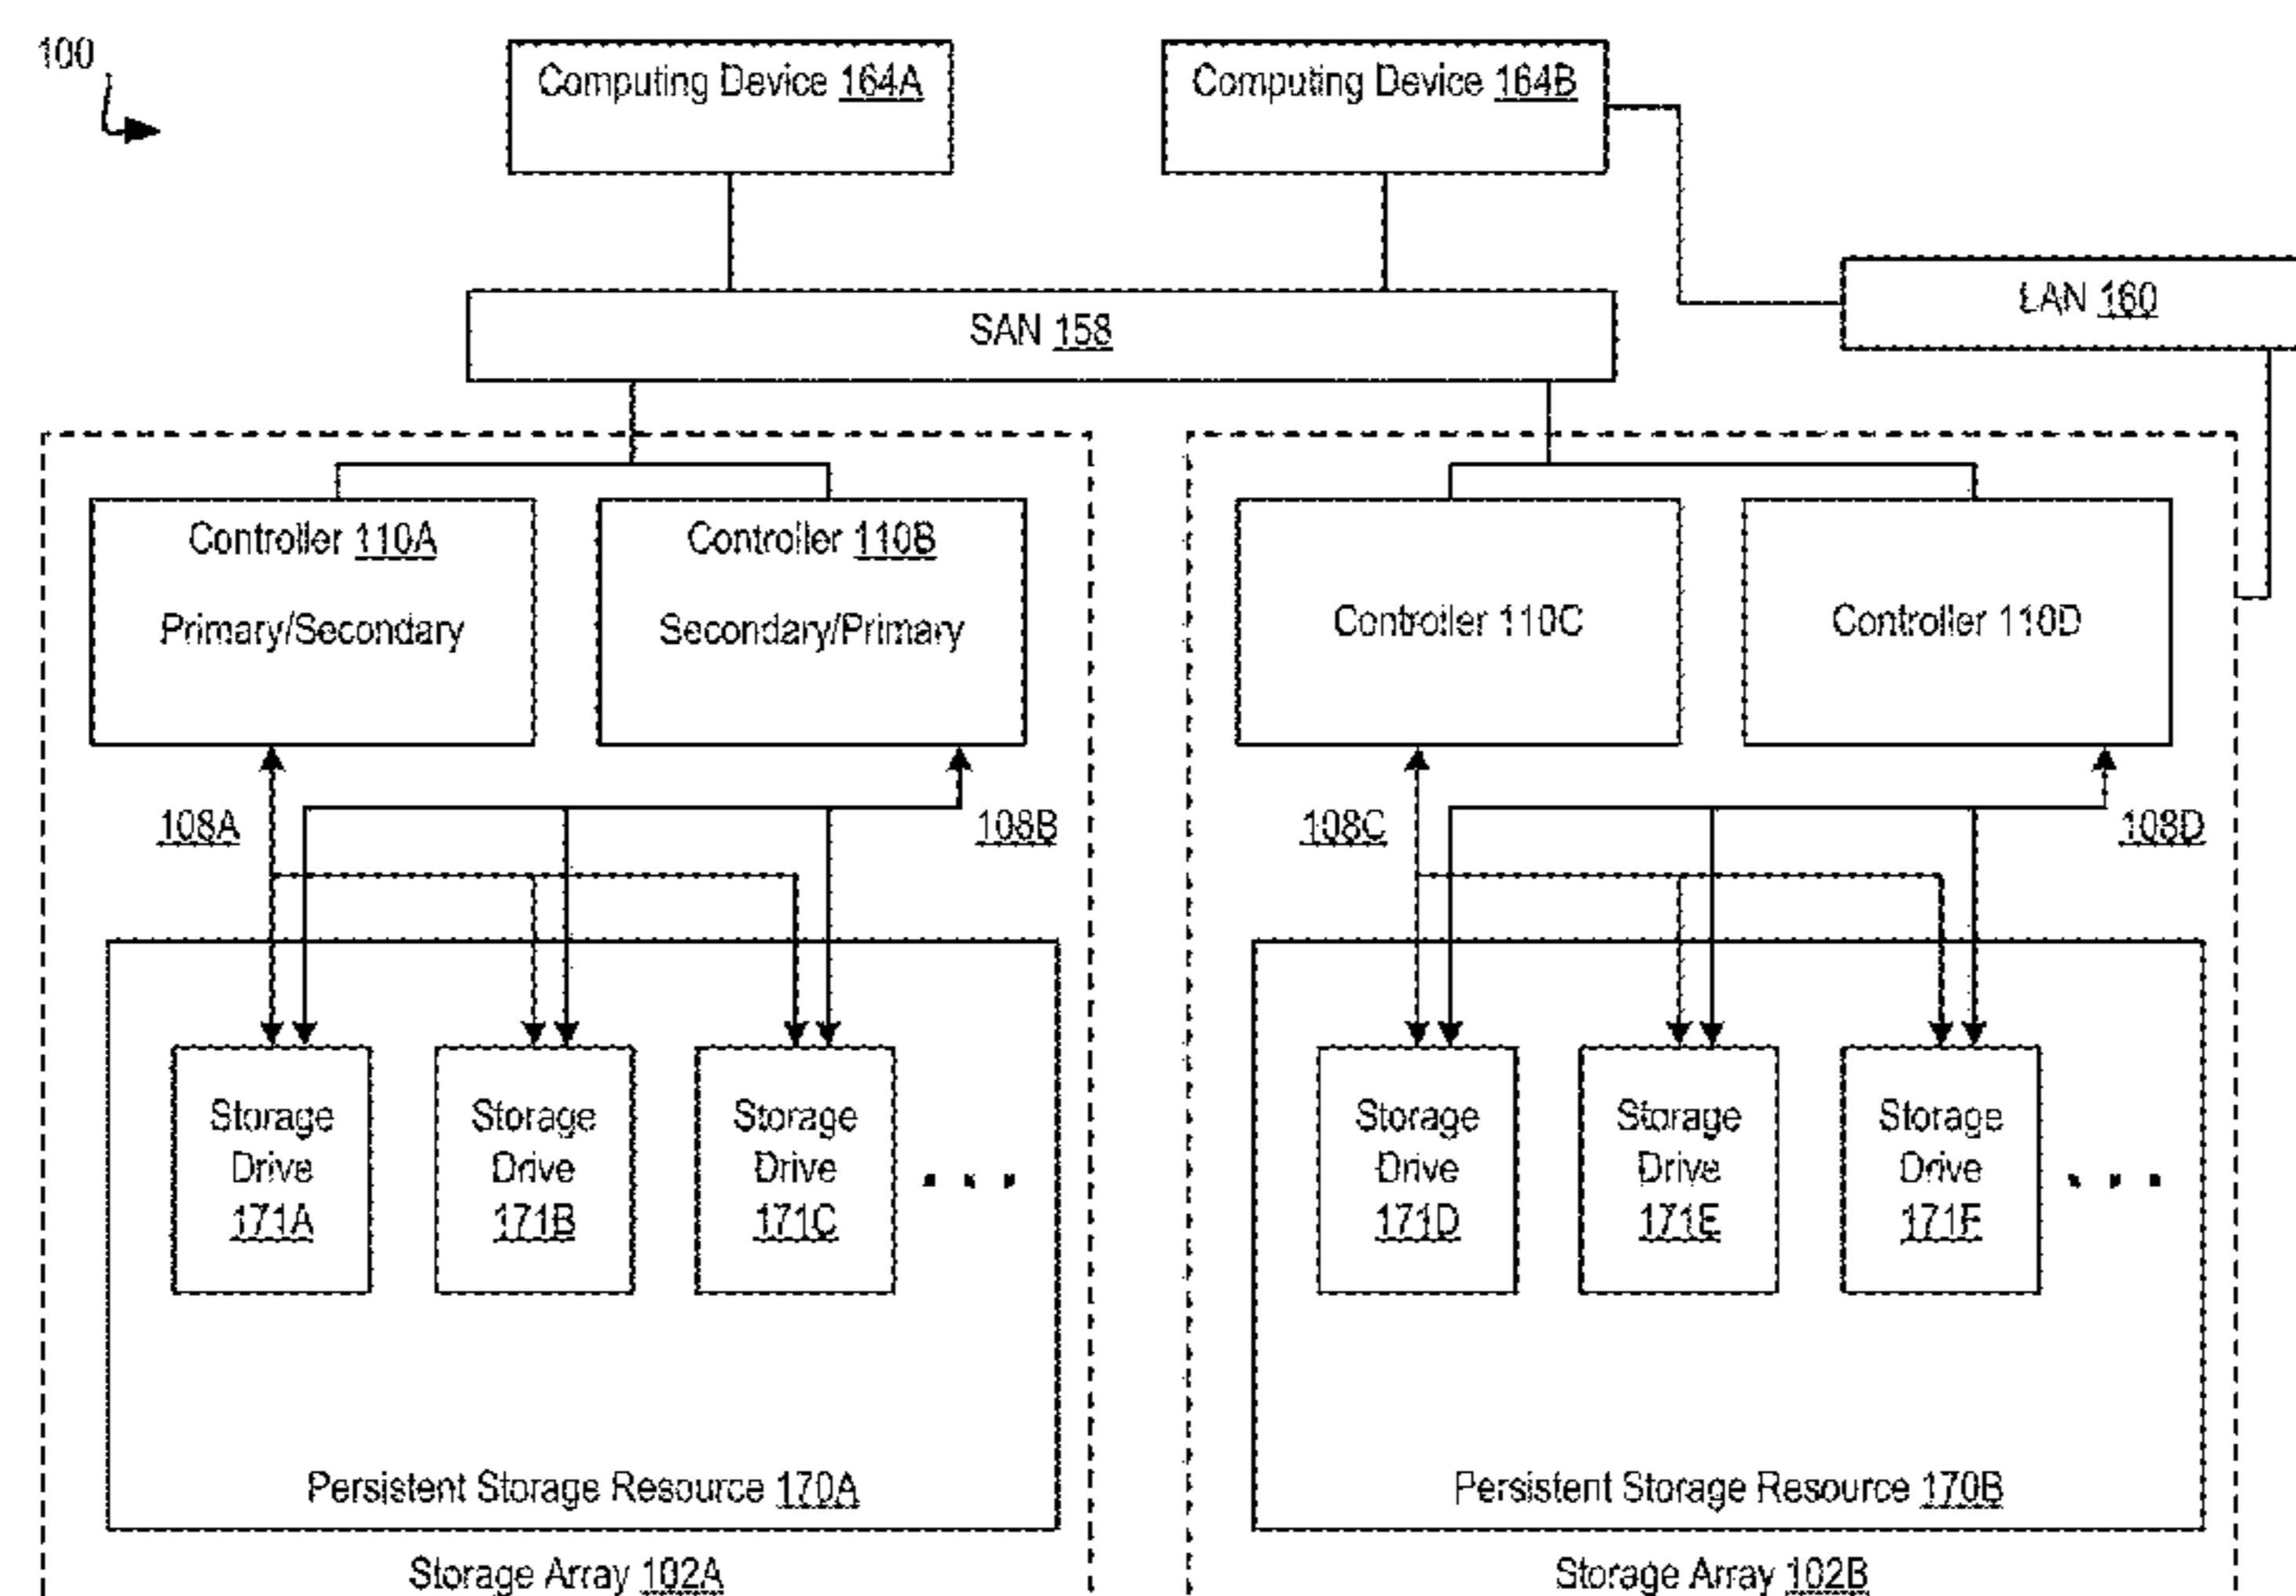 100
Computing Device 164A
Computing Device 164B
LAN 160
SAN 158
Controller 110A
Primary/Secondary
Controller 110B
Secondary/Primary
Controller 110C
Controller 110D
108A
108B
108C
108D
Storage
Drive
171A
Storage
Drive
171B
Storage
Drive
171C
. . .
Storage
Drive
171D
Storage
Drive
171E
Storage
Drive
171F
. . .
Persistent Storage Resource 170A
Persistent Storage Resource 170B
Storage Array 102A
Storage Array 102B